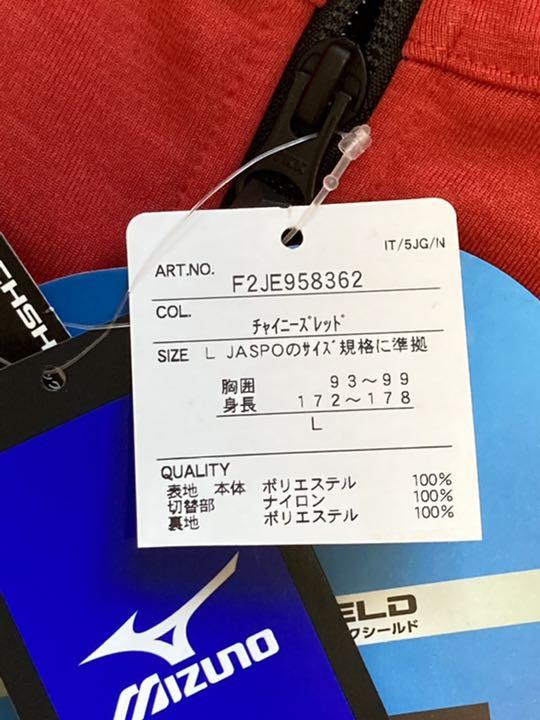 IT/5JG/N
ART.NO. F2JE958362
COL. ﾁｬｲﾆｰｽﾞﾚｯﾄﾞ
SIZE L JASPOのｻｲｽﾞ規格に準拠
胸囲 93～99
身長 172～178
L
QUALITY
表地 本体 ポリエステル 100%
切替部 ナイロン 100%
裏地 ポリエステル 100%
CHSH
ELD
クシールド
MIZUNO